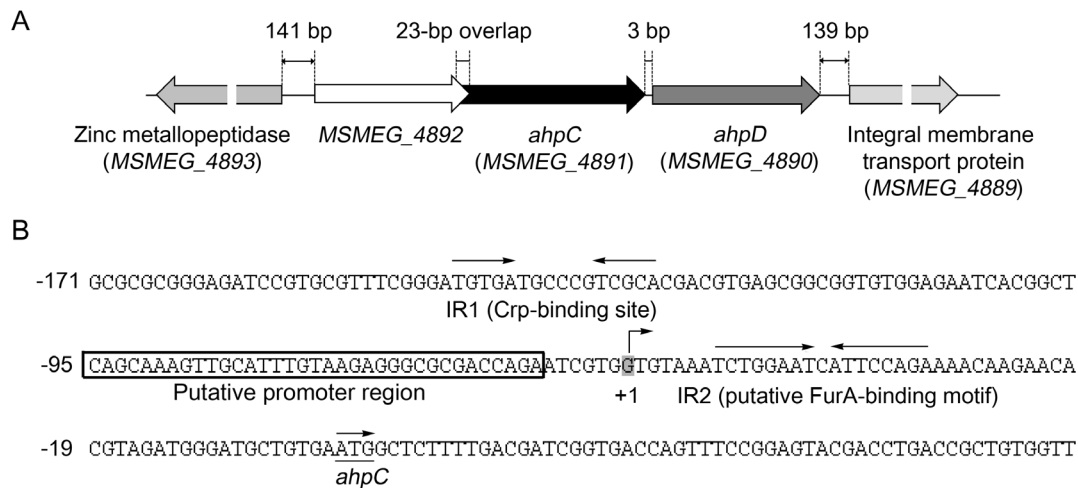 A
141 bp 23-bp overlap 3 bp 139 bp
Zinc metallopeptidase MSMEG_4892 ahpC ahpD Integral membrane
(MSMEG_4893) (MSMEG_4891) (MSMEG_4890) transport protein
(MSMEG_4889)
B
-171 GCGCGCGGGAGATCCGTGCGTTTCGGGATGTGATGCCCGTCGCACGACGTGAGCGGCGGTGTGGAGAATCACGGCT
IR1 (Crp-binding site)
-95 CAGCAAAGTTGCATTTGTAAGAGGGCGCGACCAGAATCGTGGTGTAAATCTGGAATCATTCCAGAAAACAAGAACA
Putative promoter region +1 IR2 (putative FurA-binding motif)
-19 CGTAGATGGGATGCTGTGAATGGCTCTTTTGACGATCGGTGACCAGTTTCCGGAGTACGACCTGACCGCTGTGGTT
ahpC